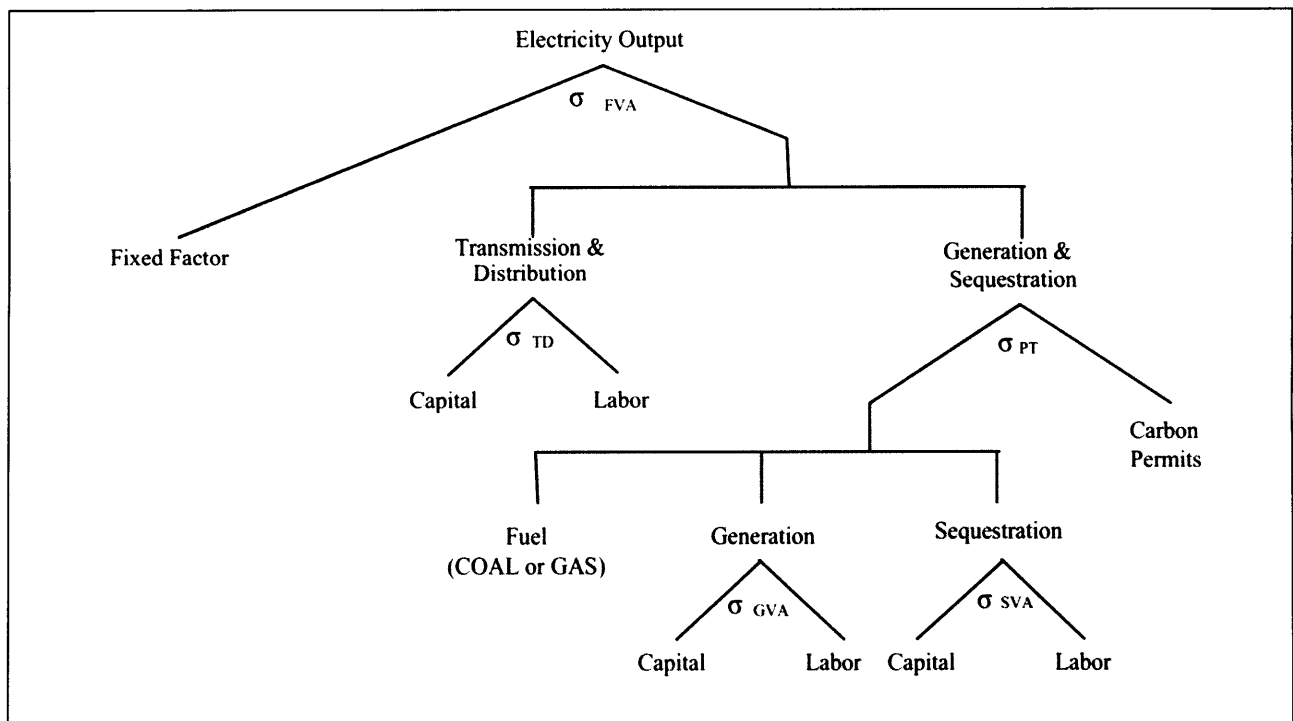 Electricity Output
σ FVA
Fixed Factor
Transmission &
Distribution
Generation &
Sequestration
σ TD
σ PT
Capital
Labor
Carbon
Permits
Fuel
(COAL or GAS)
Generation
Sequestration
σ GVA
σ SVA
Capital
Labor
Capital
Labor